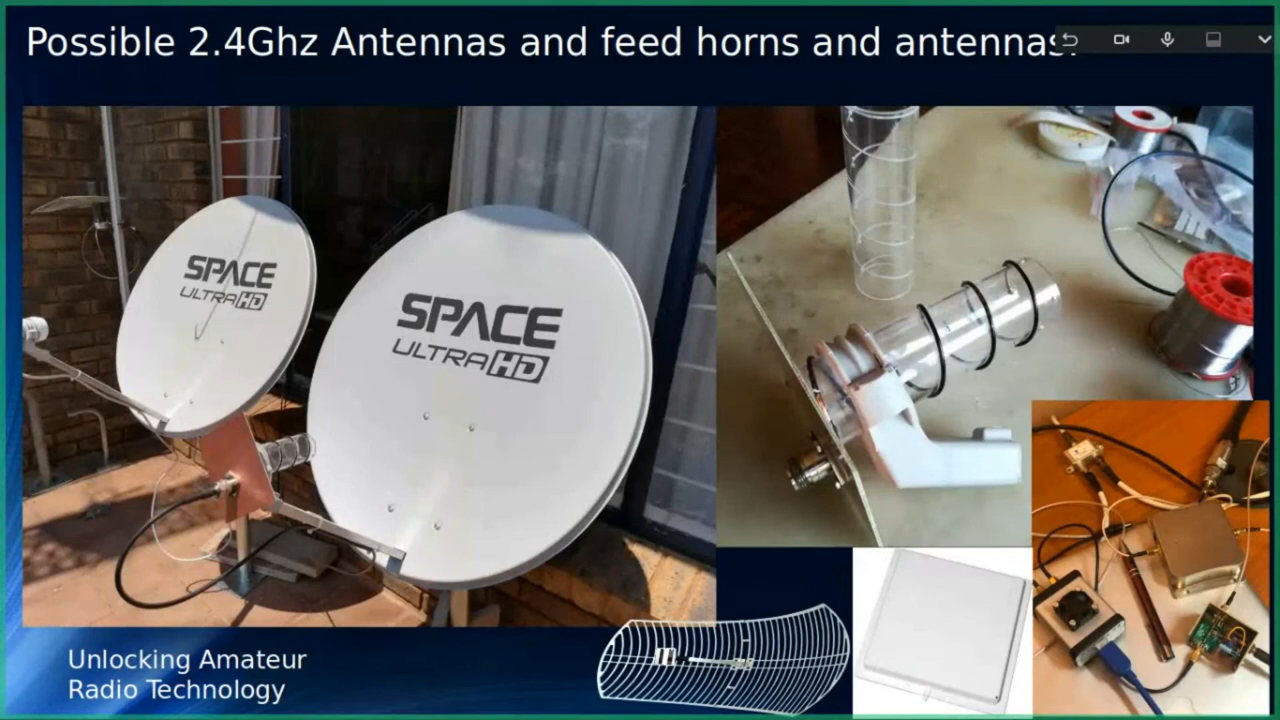 Possible 2.4Ghz Antennas and feed horns and antennas.
SPACE
ULTRA HD
SPACE
ULTRA HD
Unlocking Amateur
Radio Technology